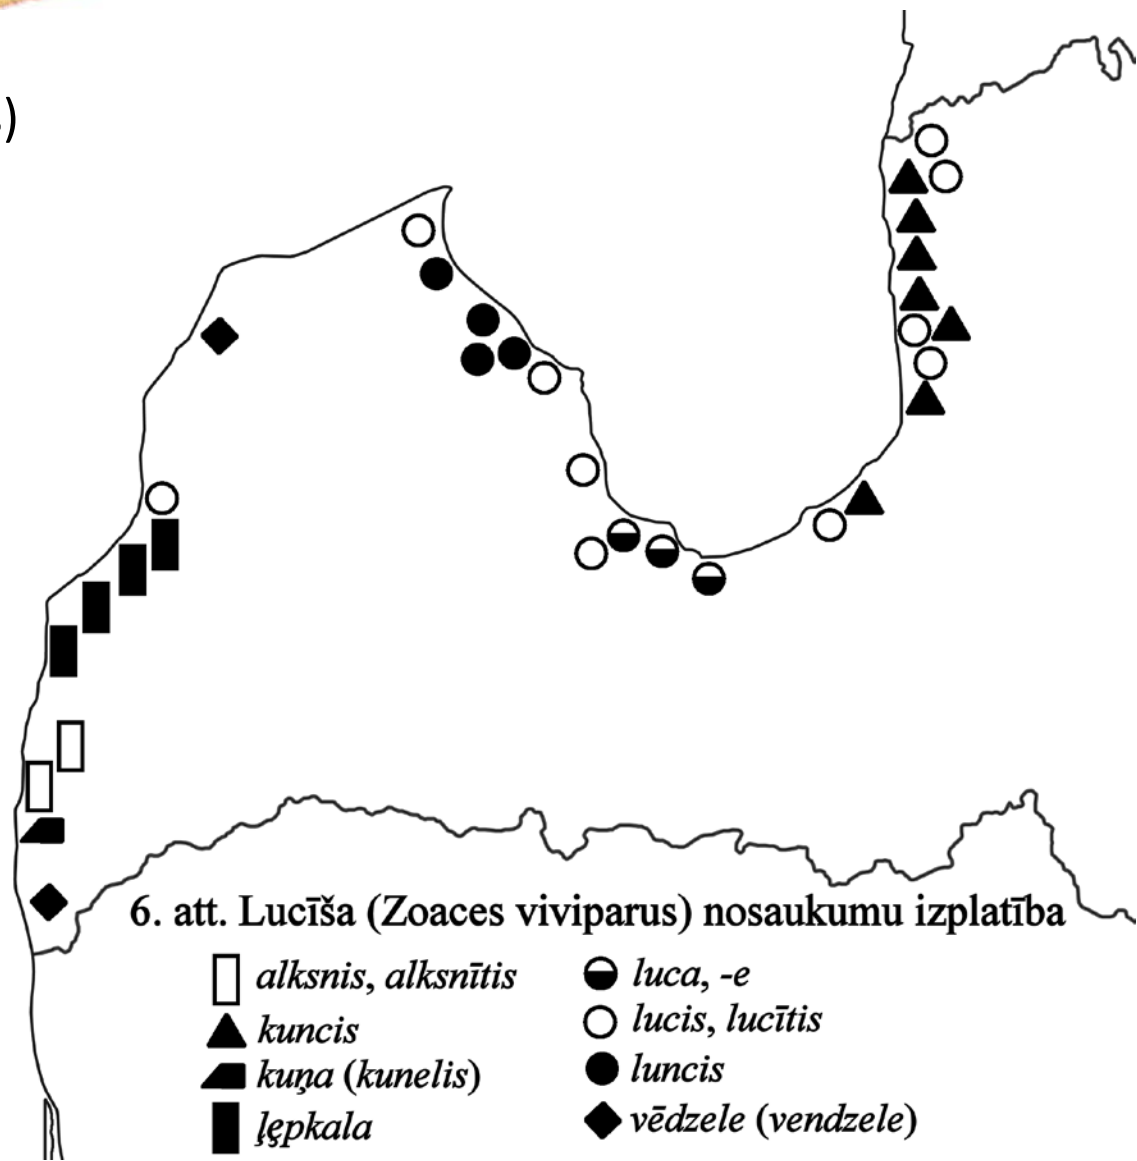 )
6. att. Lucīša (Zoaces viviparus) nosaukumu izplatība
alksnis, alksnītis
kuncis
kuņa (kunelis)
ļępkala
luca, -e
lucis, lucītis
luncis
vēdzele (vendzele)